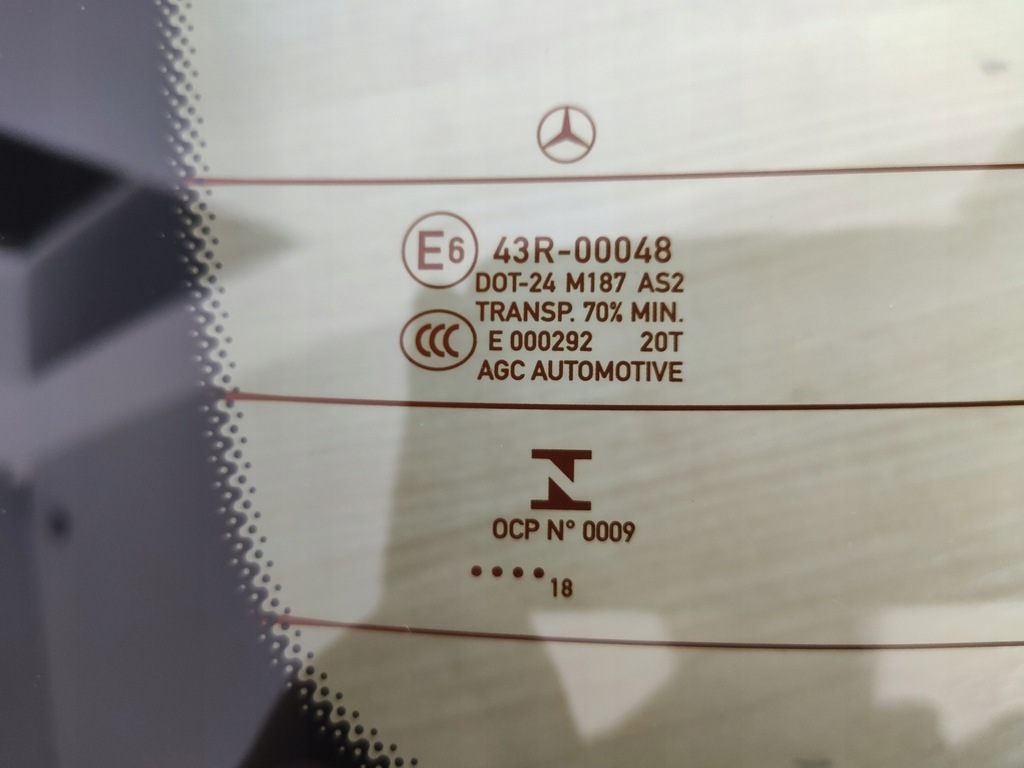 E6 43R-00048
DOT-24 M187 AS2
TRANSP. 70% MIN.
CCC E 000292 20T
AGC AUTOMOTIVE
OCP N° 0009
.... 18